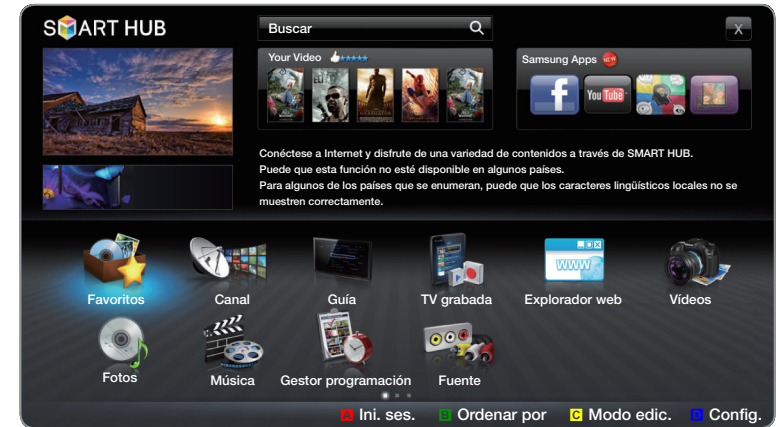 SMART HUB
Buscar
X
Your Video
Samsung Apps NEW
GLADIATOR
f
You Tube
Conéctese a Internet y disfrute de una variedad de contenidos a través de SMART HUB.
Puede que esta función no esté disponible en algunos países.
Para algunos de los países que se enumeran, puede que los caracteres lingüísticos locales no se
muestren correctamente.
WWW
Favoritos Canal Guía TV grabada Explorador web Vídeos
Fotos Música Gestor programación Fuente
A Ini. ses. B Ordenar por C Modo edic. D Config.